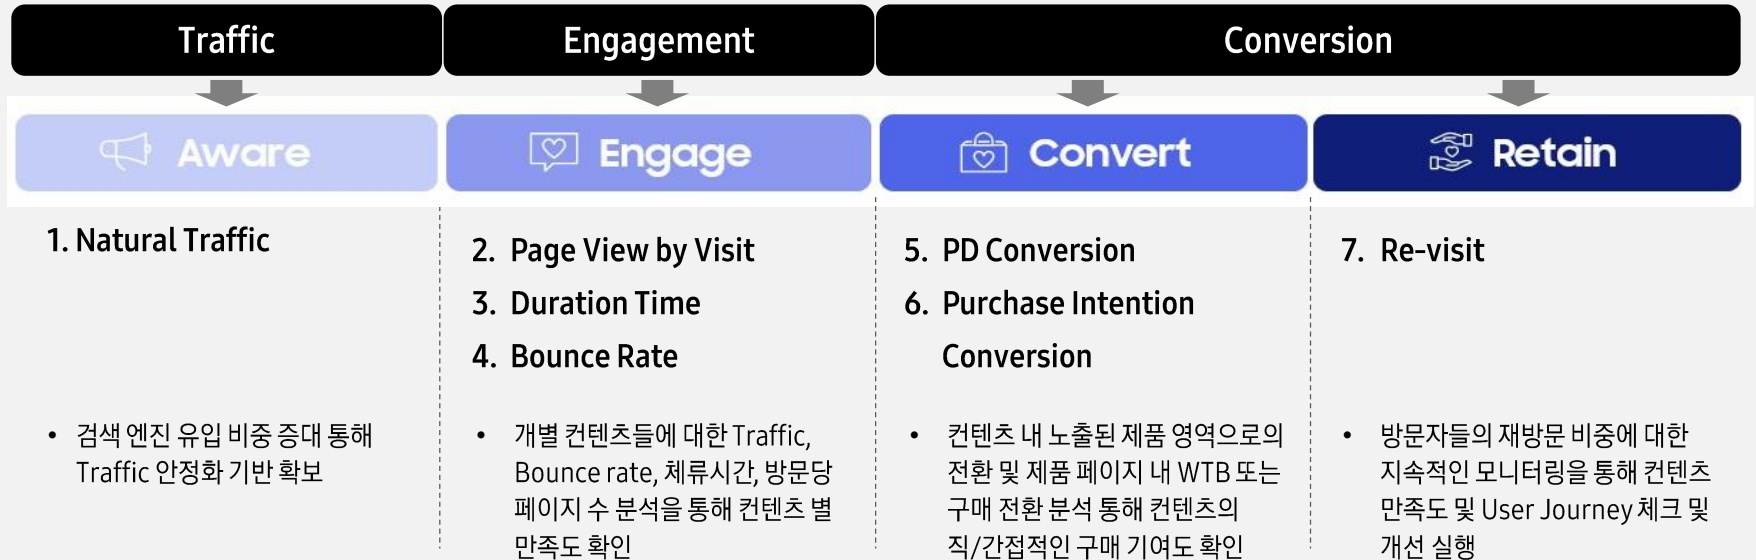 Traffic
Engagement
Conversion
Aware
Engage
Convert
Retain
1. Natural Traffic
• 검색 엔진 유입 비중 증대 통해
Traffic 안정화 기반 확보
2. Page View by Visit
3. Duration Time
4. Bounce Rate
• 개별 컨텐츠들에 대한 Traffic,
Bounce rate, 체류시간, 방문당
페이지 수 분석을 통해 컨텐츠 별
만족도 확인
5. PD Conversion
6. Purchase Intention
Conversion
• 컨텐츠 내 노출된 제품 영역으로의
전환 및 제품 페이지 내 WTB 또는
구매 전환 분석 통해 컨텐츠의
직/간접적인 구매 기여도 확인
7. Re-visit
• 방문자들의 재방문 비중에 대한
지속적인 모니터링을 통해 컨텐츠
만족도 및 User Journey 체크 및
개선 실행